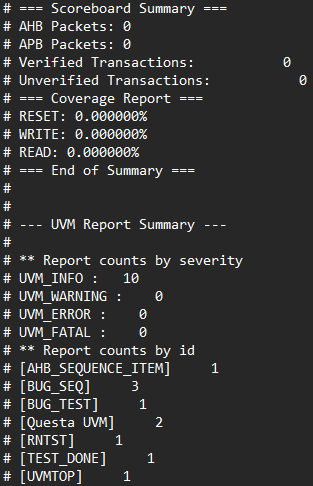 # === Scoreboard Summary ===
# AHB Packets: 0
# APB Packets: 0
# Verified Transactions:           0
# Unverified Transactions:           0
# === Coverage Report ===
# RESET: 0.000000%
# WRITE: 0.000000%
# READ: 0.000000%
# === End of Summary ===
#
#
# --- UVM Report Summary ---
#
# ** Report counts by severity
# UVM_INFO :   10
# UVM_WARNING :    0
# UVM_ERROR :    0
# UVM_FATAL :    0
# ** Report counts by id
# [AHB_SEQUENCE_ITEM]     1
# [BUG_SEQ]     3
# [BUG_TEST]     1
# [Questa UVM]     2
# [RNTST]     1
# [TEST_DONE]     1
# [UVMTOP]     1